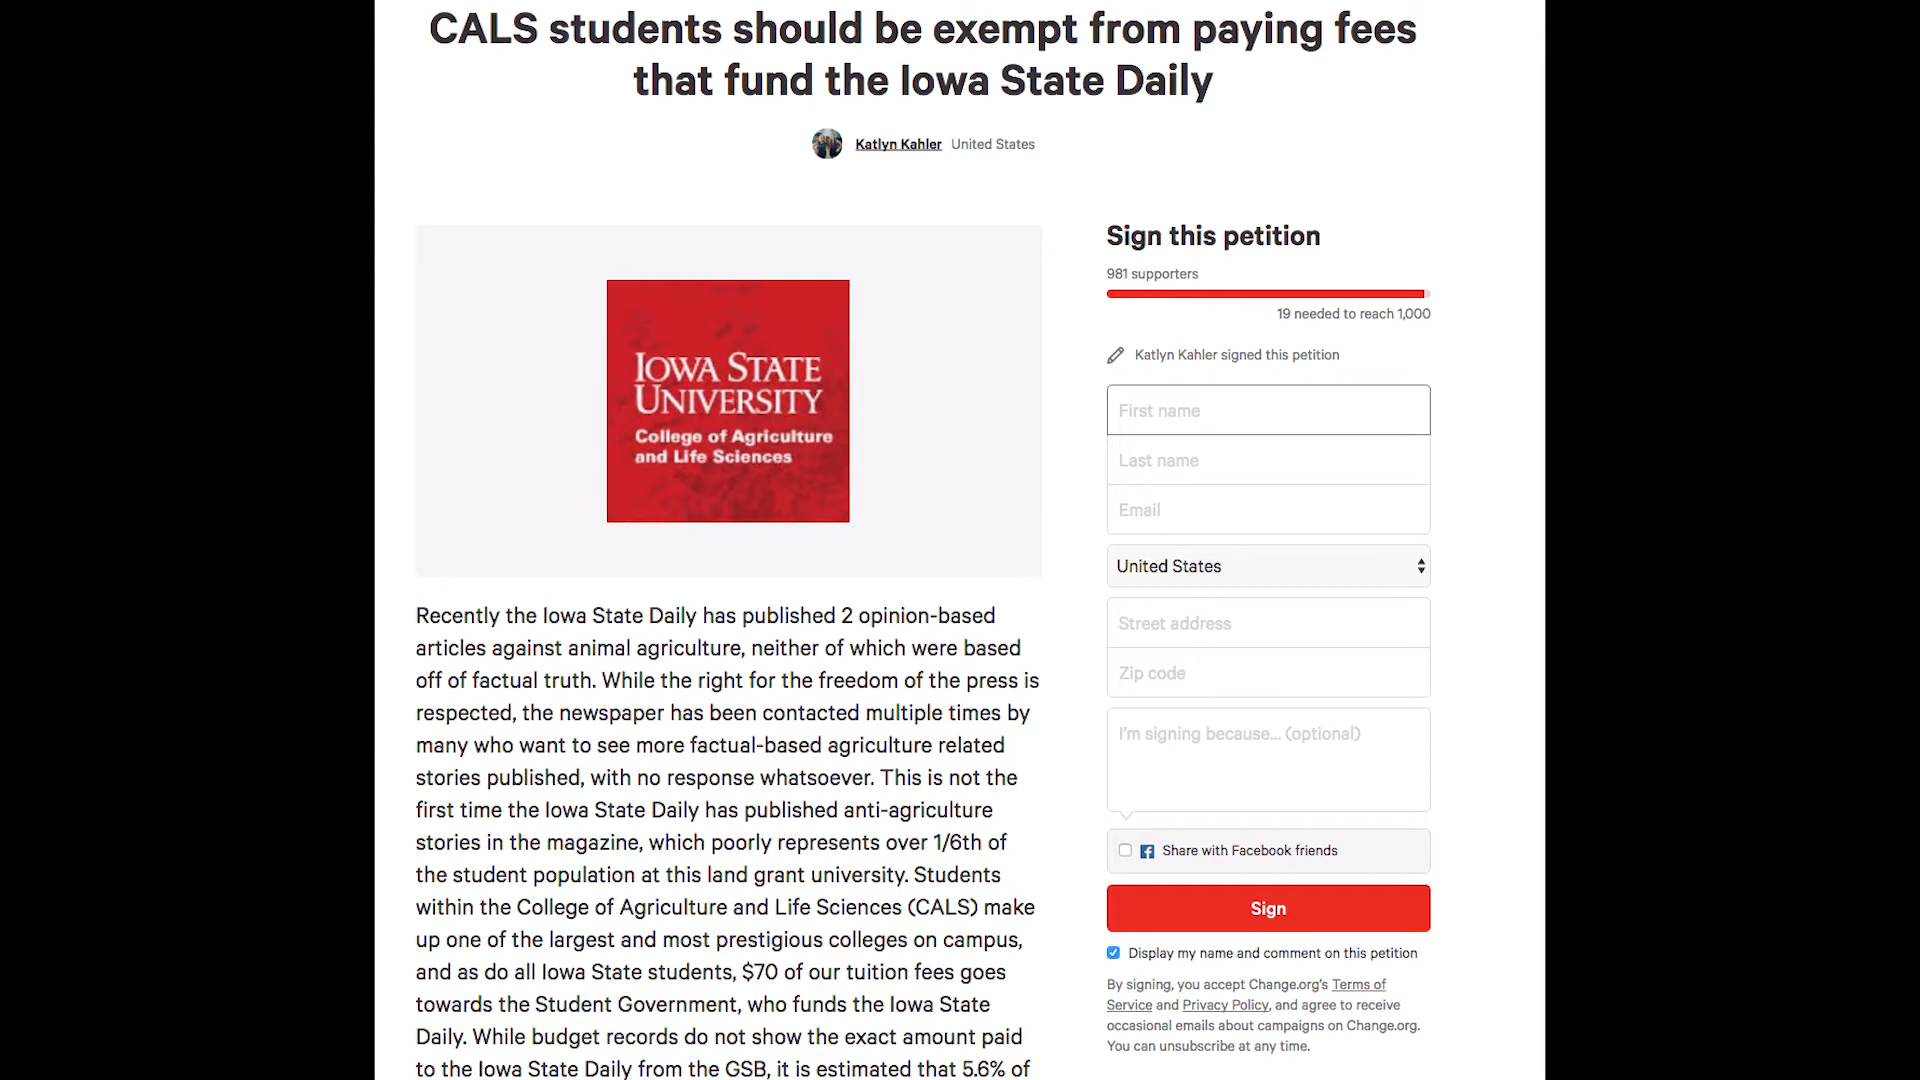 CALS students should be exempt from paying fees
that fund the Iowa State Daily
Katlyn Kahler United States
IOWA STATE
UNIVERSITY
College of Agriculture
and Life Sciences
Recently the Iowa State Daily has published 2 opinion-based
articles against animal agriculture, neither of which were based
off of factual truth. While the right for the freedom of the press is
respected, the newspaper has been contacted multiple times by
many who want to see more factual-based agriculture related
stories published, with no response whatsoever. This is not the
first time the Iowa State Daily has published anti-agriculture
stories in the magazine, which poorly represents over 1/6th of
the student population at this land grant university. Students
within the College of Agriculture and Life Sciences (CALS) make
up one of the largest and most prestigious colleges on campus,
and as do all Iowa State students, $70 of our tuition fees goes
towards the Student Government, who funds the Iowa State
Daily. While budget records do not show the exact amount paid
to the Iowa State Daily from the GSB, it is estimated that 5.6% of
Sign this petition
981 supporters
19 needed to reach 1,000
Katlyn Kahler signed this petition
First name
Last name
Email
United States
Street address
Zip code
I'm signing because... (optional)
Share with Facebook friends
Sign
Display my name and comment on this petition
By signing, you accept Change.org's Terms of
Service and Privacy Policy, and agree to receive
occasional emails about campaigns on Change.org.
You can unsubscribe at any time.